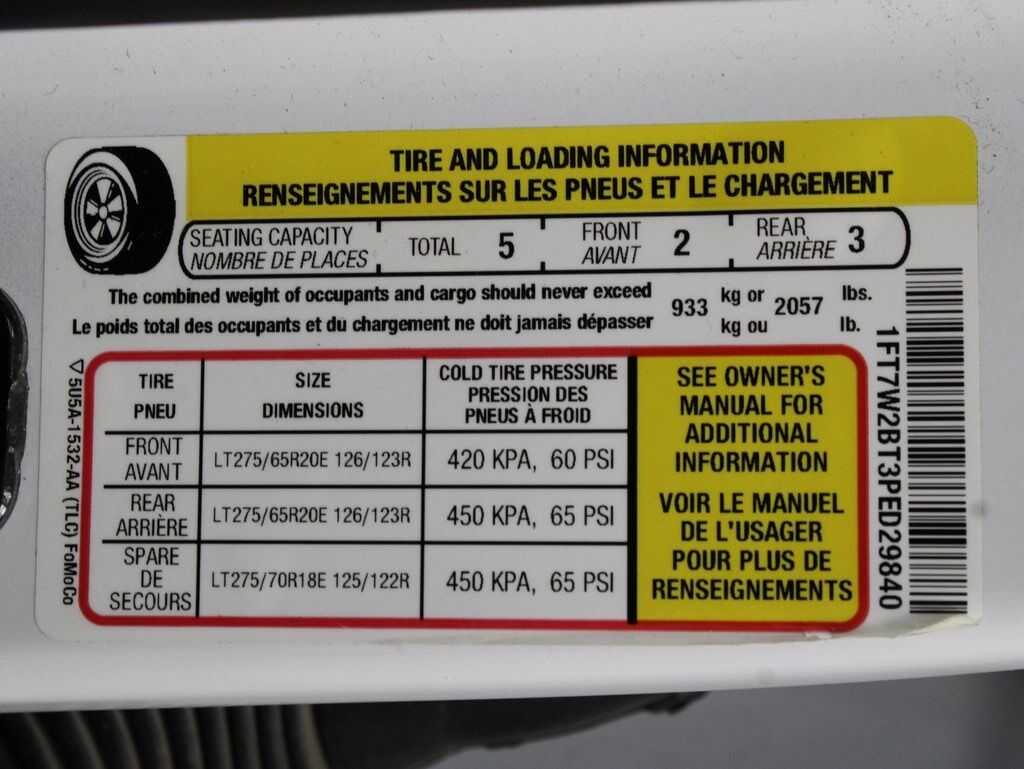 TIRE AND LOADING INFORMATION
RENSEIGNEMENTS SUR LES PNEUS ET LE CHARGEMENT
SEATING CAPACITY
NOMBRE DE PLACES
TOTAL 5
FRONT
AVANT
2
REAR
ARRIÈRE
3
The combined weight of occupants and cargo should never exceed
Le poids total des occupants et du chargement ne doit jamais dépasser
933
kg or
kg ou
2057
lbs.
lb.
TIRE
PNEU
SIZE
DIMENSIONS
COLD TIRE PRESSURE
PRESSION DES
PNEUS À FROID
FRONT
AVANT
LT275/65R20E 126/123R
420 KPA, 60 PSI
REAR
ARRIÈRE
LT275/65R20E 126/123R
450 KPA, 65 PSI
SPARE
DE
SECOURS
LT275/70R18E 125/122R
450 KPA, 65 PSI
SEE OWNER'S
MANUAL FOR
ADDITIONAL
INFORMATION
VOIR LE MANUEL
DE L'USAGER
POUR PLUS DE
RENSEIGNEMENTS
5U5A-1532-AA (TLC) FoMoCo
1FT7W2BT3PED29840